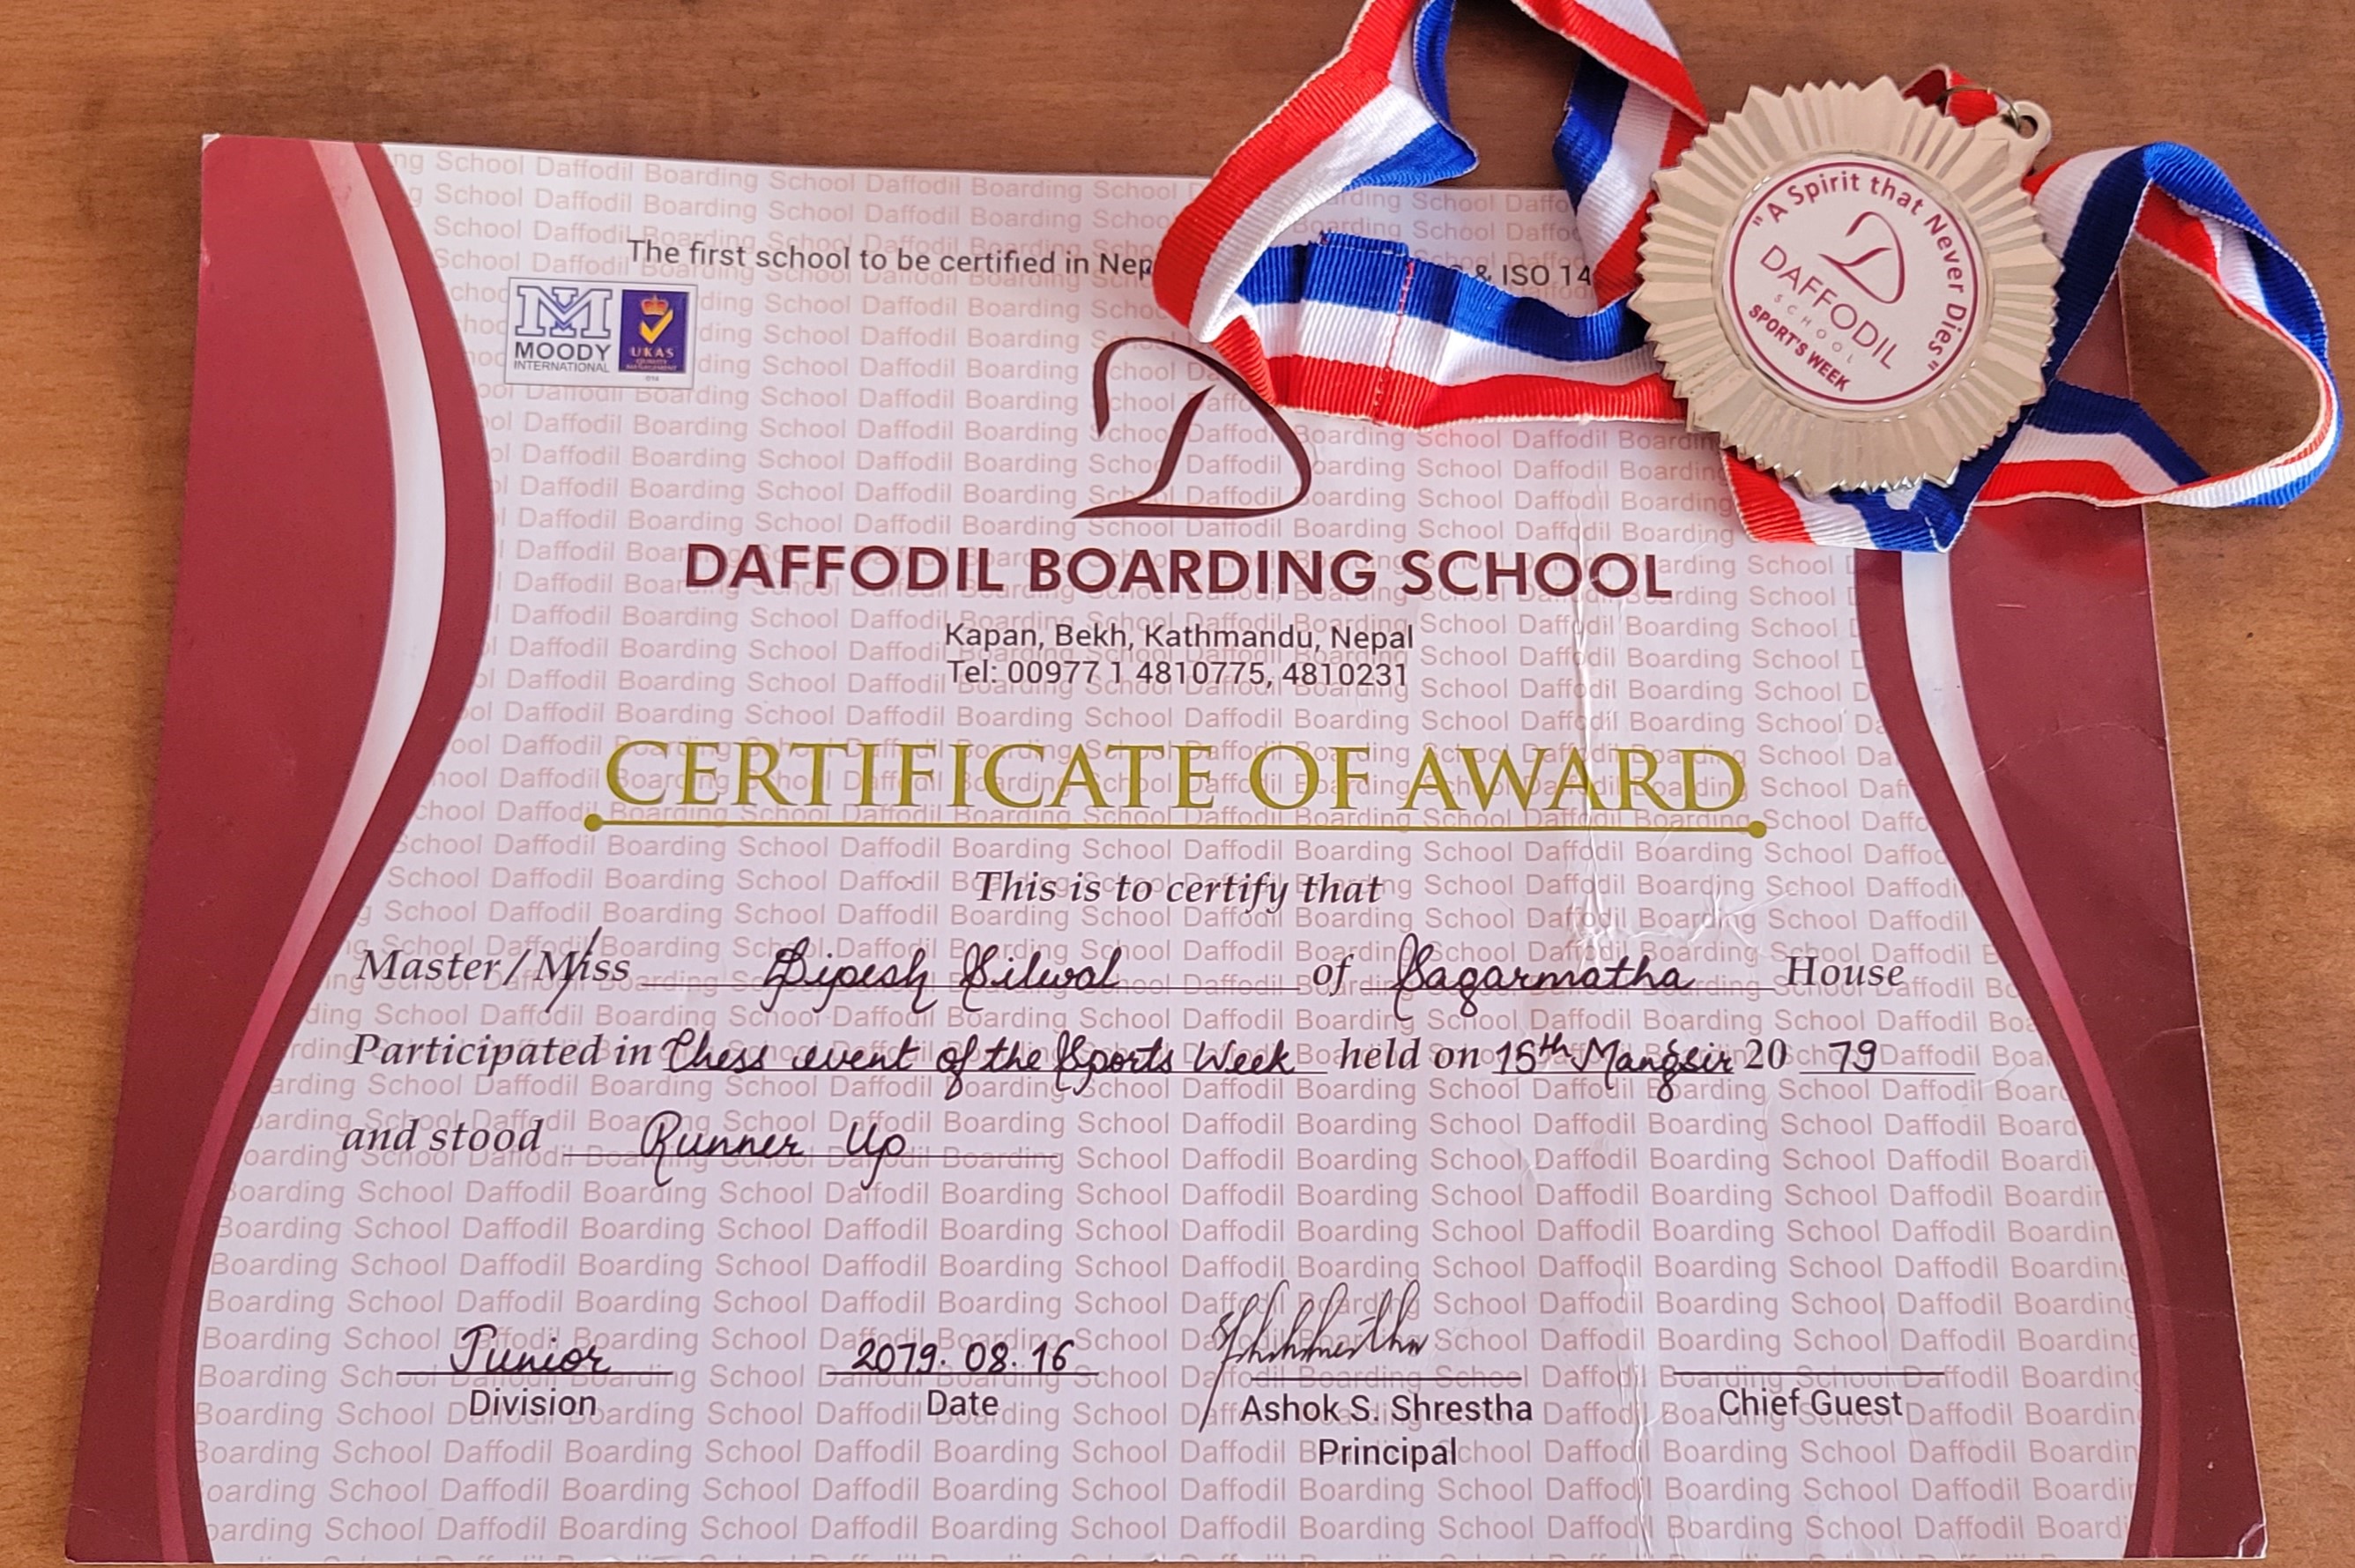 The first school to be certified in Nep & ISO 14
MOODY
INTERNATIONAL
UKAS
QUALITY
MANAGEMENT
014
"A Spirit that Never Dies"
DAFFODIL
SCHOOL
SPORT'S WEEK
DAFFODIL BOARDING SCHOOL
Kapan, Bekh, Kathmandu, Nepal
Tel: 00977 1 4810775, 4810231
CERTIFICATE OF AWARD
This is to certify that
Master/Miss Dipesh Silwal of Sagarmatha House
Participated in Chess event of the Sports Week held on 15th Mangsir 20 79
and stood Runner Up
Junior 2079.08.16
Division Date Ashok S. Shrestha Chief Guest
Principal